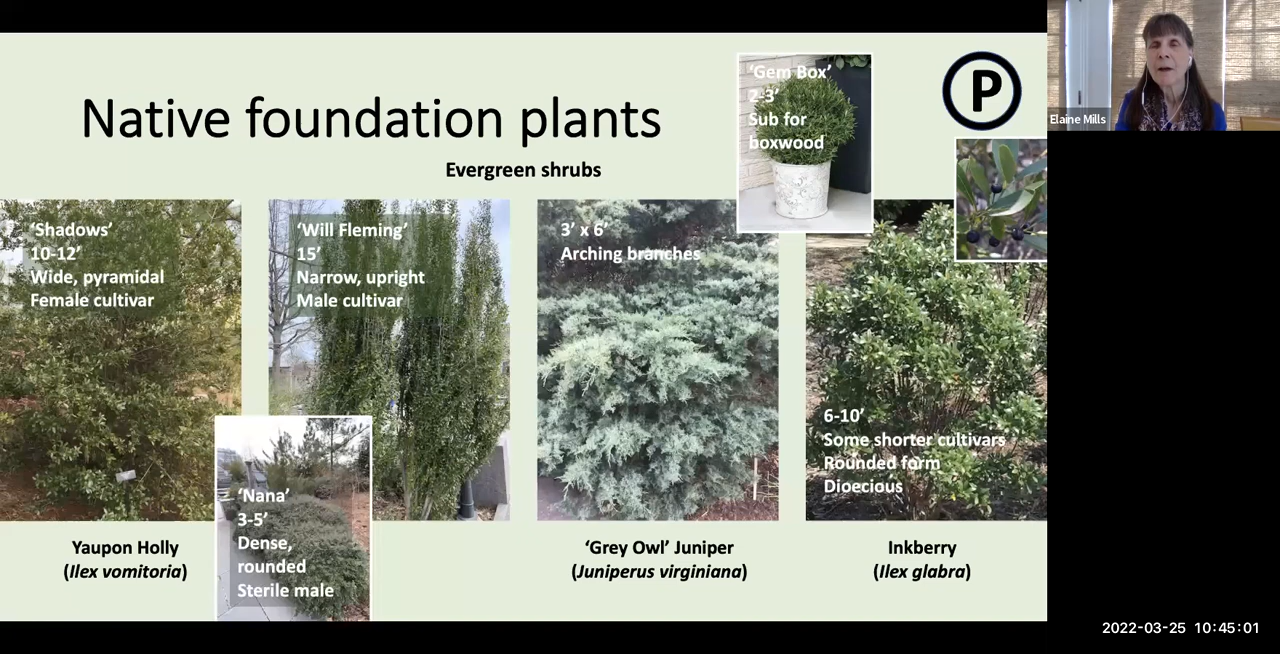 Native foundation plants
Evergreen shrubs
'Gem Box'
2-3'
Sub for
boxwood
P
Elaine Mills
'Shadows'
10-12'
Wide, pyramidal
Female cultivar
'Will Fleming'
15'
Narrow, upright
Male cultivar
3' x 6'
Arching branches
6-10'
Some shorter cultivars
Rounded form
Dioecious
'Nana'
3-5'
Dense,
rounded
Sterile male
Yaupon Holly
(Ilex vomitoria)
'Grey Owl' Juniper
(Juniperus virginiana)
Inkberry
(Ilex glabra)
2022-03-25 10:45:01